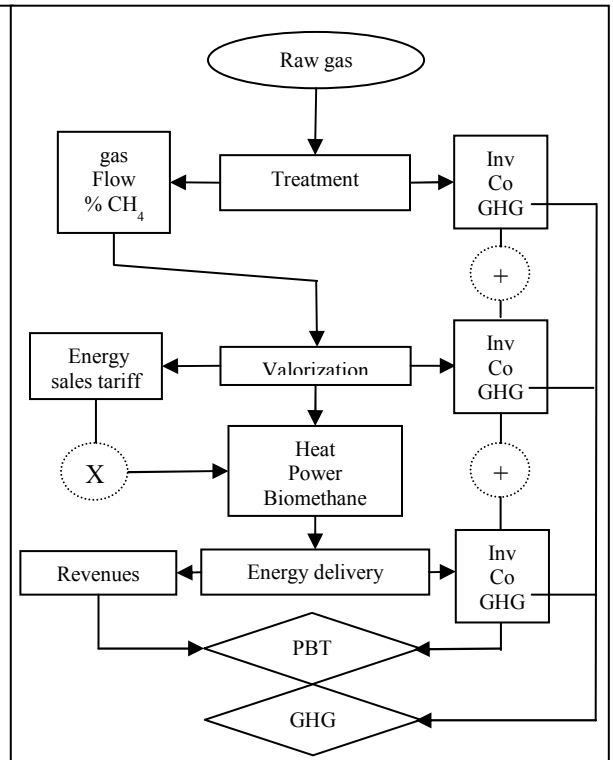 Raw gas
gas
Flow
% CH₄
Treatment
Inv
Co
GHG
+
Energy
sales tariff
Valorization
Inv
Co
GHG
X
Heat
Power
Biomethane
+
Revenues
Energy delivery
Inv
Co
GHG
PBT
GHG